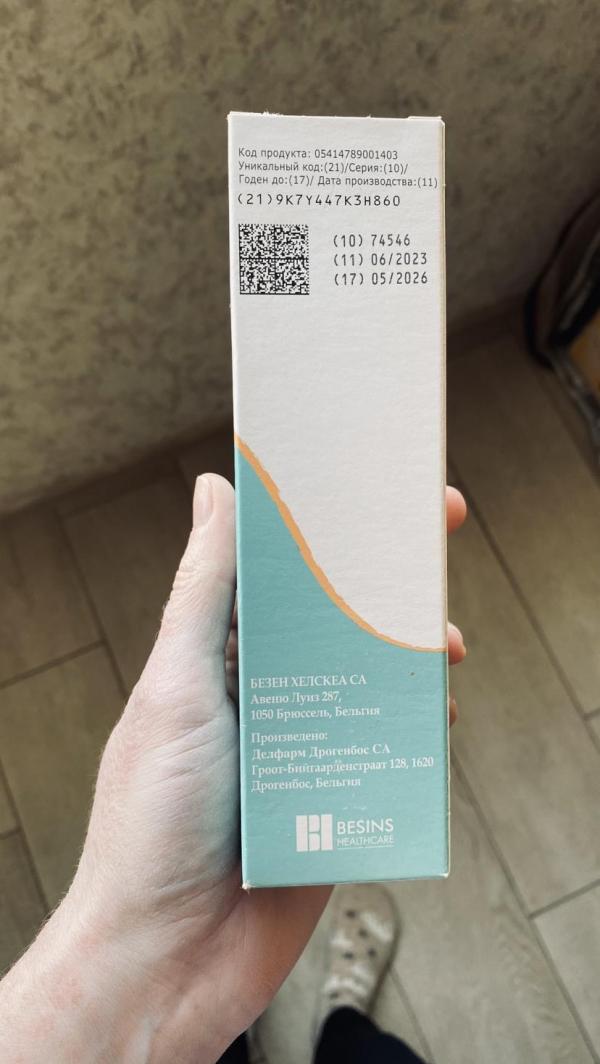 Код продукта: 05414789001403
Уникальный код:(21)/Серия:(10)/
Годен до:(17)/ Дата производства:(11)
(21)9K7Y447K3H860
(10) 74546
(11) 06/2023
(17) 05/2026
БЕЗЕН ХЕЛСКЕА СА
Авеню Луиз 287,
1050 Брюссель, Бельгия
Произведено:
Делфарм Дрогенбос СА
Гроот-Бийгаарденстраат 128, 1620
Дрогенбос, Бельгия
BESINS
HEALTHCARE